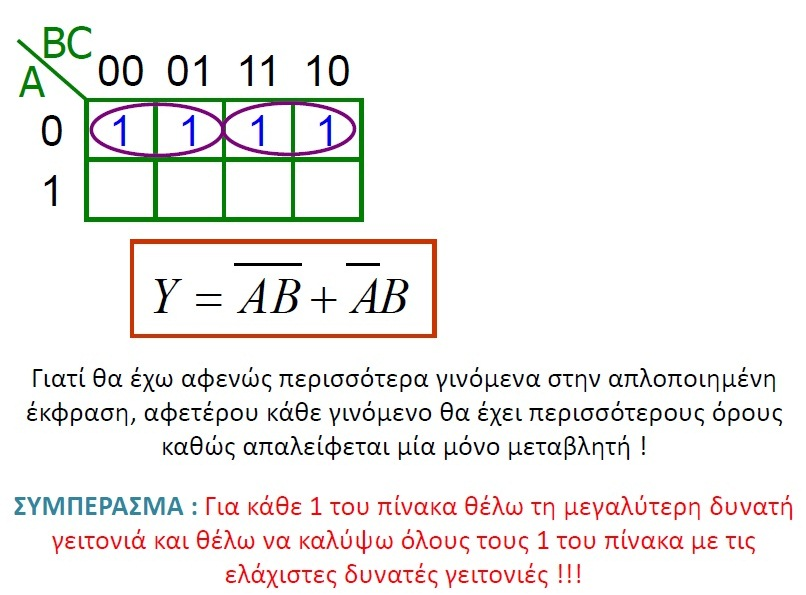 BC
A
00 01 11 10
0 1 1 1 1
1
Y = A̅B̅ + A̅B
Γιατί θα έχω αφενώς περισσότερα γινόμενα στην απλοποιημένη
έκφραση, αφετέρου κάθε γινόμενο θα έχει περισσότερους όρους
καθώς απαλείφεται μία μόνο μεταβλητή !
ΣΥΜΠΕΡΑΣΜΑ : Για κάθε 1 του πίνακα θέλω τη μεγαλύτερη δυνατή
γειτονιά και θέλω να καλύψω όλους τους 1 του πίνακα με τις
ελάχιστες δυνατές γειτονιές !!!